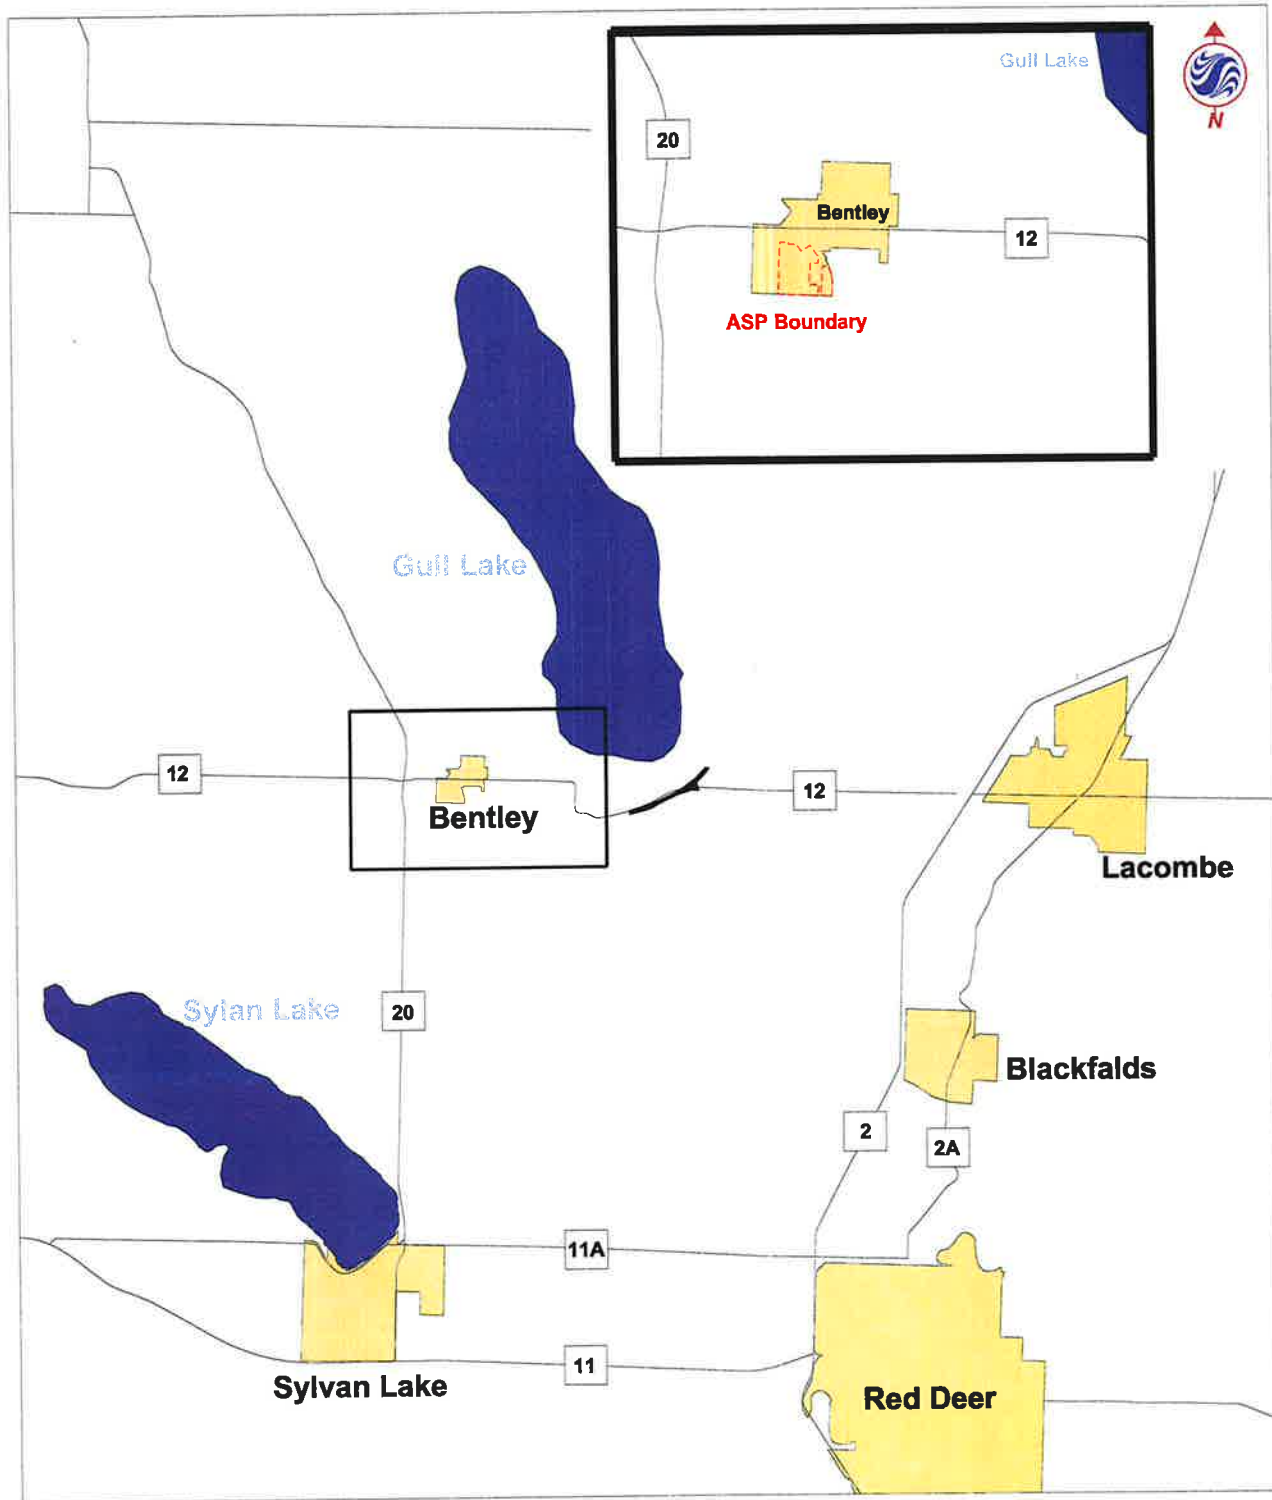 Gull Lake
N
20
Bentley
12
ASP Boundary
Gull Lake
12
12
Bentley
Lacombe
Sylan Lake
20
Blackfalds
2
2A
11A
11
Sylvan Lake
Red Deer